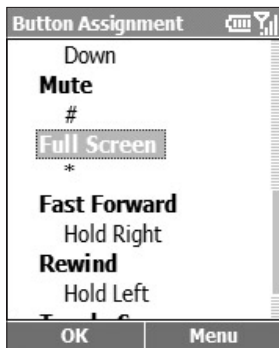 Button Assignment
Down
Mute
#
Full Screen
*
Fast Forward
Hold Right
Rewind
Hold Left
OK Menu